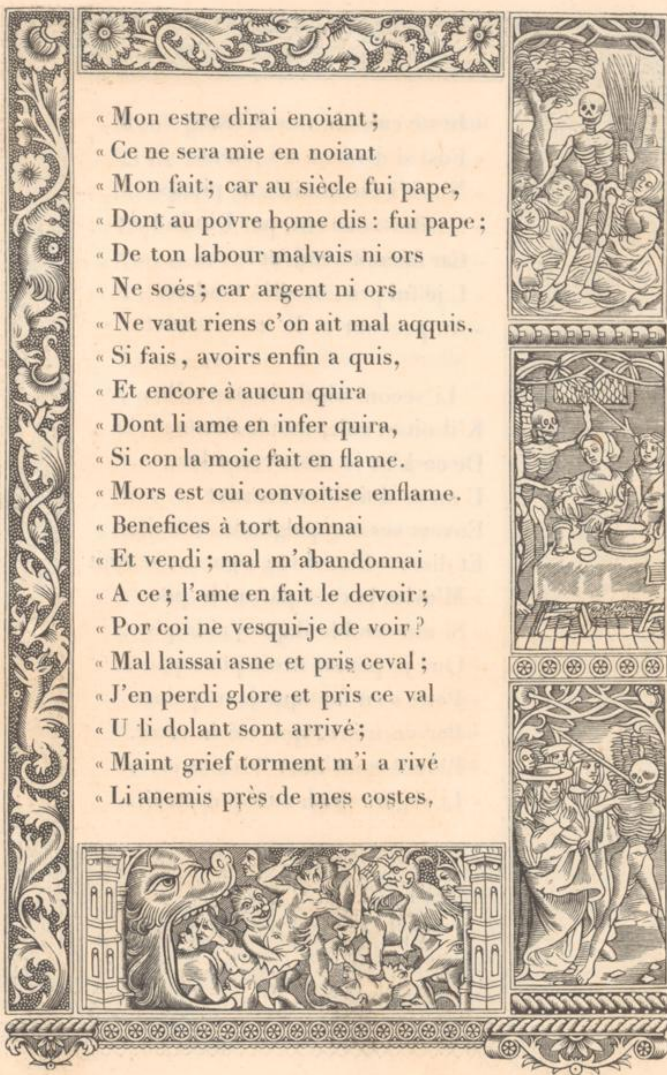 « Mon estre dirai enoiant ;
« Ce ne sera mie en noiant
« Mon fait ; car au siècle fui pape,
« Dont au povre home dis : fui pape ;
« De ton labour malvais ni ors
« Ne soés ; car argent ni ors
« Ne vaut riens c'on ait mal aqquis.
« Si fais , avoirs enfin a quis,
« Et encore à aucun quira
« Dont li ame en infer quira,
« Si con la moie fait en flame.
« Mors est cui convoitise enflame.
« Benefices à tort donnai
« Et vendi ; mal m'abandonnai
« A ce ; l'ame en fait le devoir ;
« Por coi ne vesqui-je de voir ?
« Mal laissai asne et pris ceval ;
« J'en perdi glore et pris ce val
« U li dolant sont arrivé ;
« Maint grief torment m'i a rivé
« Li anemis près de mes costes,